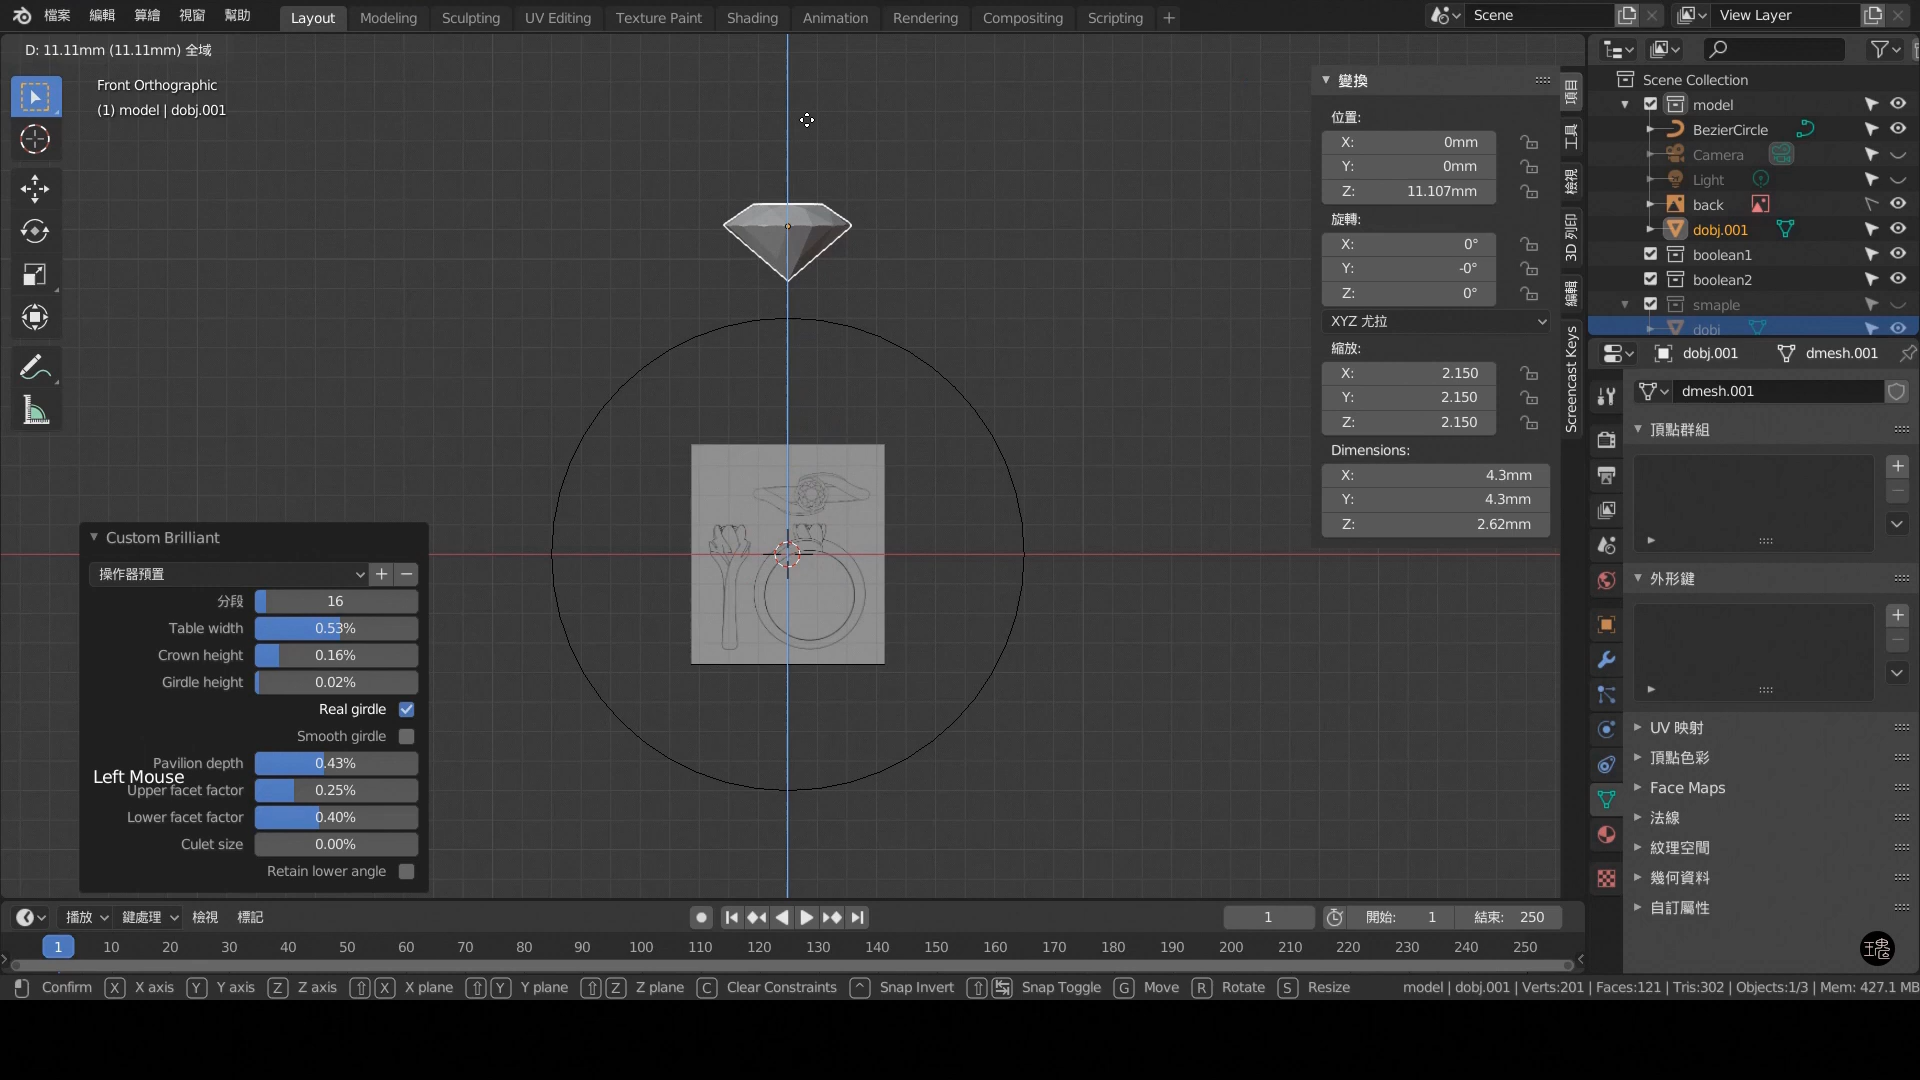 檔案 編輯 算繪 視窗 幫助 Layout Modeling Sculpting UV Editing Texture Paint Shading Animation Rendering Compositing Scripting + Scene View Layer
D: 11.11mm (11.11mm) 全域
Front Orthographic
(1) model | dobj.001
變換
位置:
X: 0mm
Y: 0mm
Z: 11.107mm
旋轉:
X: 0°
Y: -0°
Z: 0°
XYZ 尤拉
縮放:
X: 2.150
Y: 2.150
Z: 2.150
Dimensions:
X: 4.3mm
Y: 4.3mm
Z: 2.62mm
項目
工具
檢視
3D 列印
編輯
Screencast Keys
Scene Collection
model
BezierCircle
Camera
Light
back
dobj.001
boolean1
boolean2
smaple
dobj
dobj.001 dmesh.001
dmesh.001
頂點群組
外形鍵
UV 映射
頂點色彩
Face Maps
法線
紋理空間
幾何資料
自訂屬性
Custom Brilliant
操作器預置
分段 16
Table width 0.53%
Crown height 0.16%
Girdle height 0.02%
Real girdle
Smooth girdle
Pavilion depth 0.43%
Left Mouse
Upper facet factor 0.25%
Lower facet factor 0.40%
Culet size 0.00%
Retain lower angle
播放 鍵處理 檢視 標記 1 開始: 1 結束: 250
1 10 20 30 40 50 60 70 80 90 100 110 120 130 140 150 160 170 180 190 200 210 220 230 240 250
Confirm X X axis Y Y axis Z Z axis X X plane Y Y plane Z Z plane C Clear Constraints ^ Snap Invert Snap Toggle G Move R Rotate S Resize model | dobj.001 | Verts:201 | Faces:121 | Tris:302 | Objects:1/3 | Mem: 427.1 MB